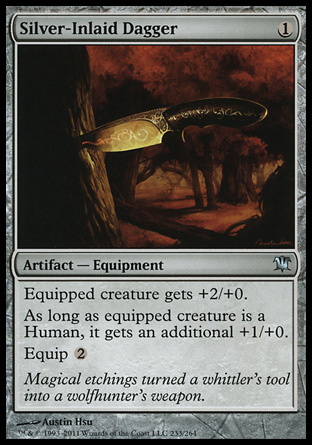 Silver-Inlaid Dagger 1
Artifact — Equipment
Equipped creature gets +2/+0.
As long as equipped creature is a
Human, it gets an additional +1/+0.
Equip 2
Magical etchings turned a whittler's tool
into a wolfhunter's weapon.
Austin Hsu
™ & © 1993–2011 Wizards of the Coast LLC 233/264